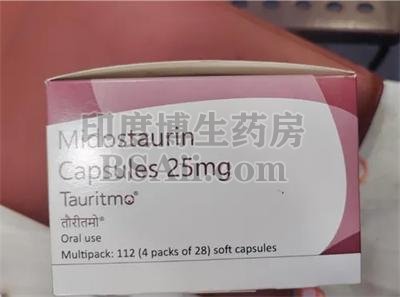 Midostaurin
Capsules 25mg
Tauritmo®
तौरीतमो®
Oral use
Multipack: 112 (4 packs of 28) soft capsules
印度博生药房
BSAii.com